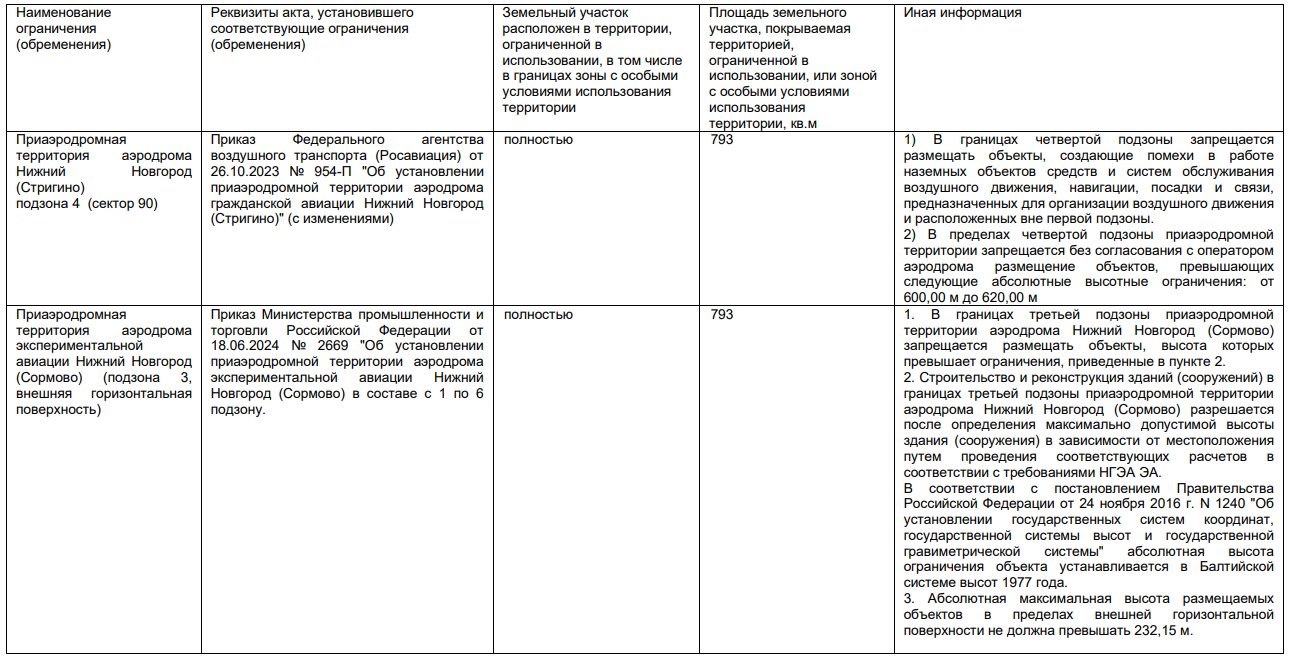 Наименование
ограничения
(обременения)
Реквизиты акта, установившего
соответствующие ограничения
(обременения)
Земельный участок
расположен в территории,
ограниченной в
использовании, в том числе
в границах зоны с особыми
условиями использования
территории
Площадь земельного
участка, покрываемая
территорией,
ограниченной в
использовании, или зоной
с особыми условиями
использования
территории, кв.м
Иная информация
Приаэродромная
территория аэродрома
Нижний Новгород
(Стригино)
подзона 4 (сектор 90)
Приказ Федерального агентства
воздушного транспорта (Росавиация) от
26.10.2023 № 954-П "Об установлении
приаэродромной территории аэродрома
гражданской авиации Нижний Новгород
(Стригино)" (с изменениями)
полностью
793
1) В границах четвертой подзоны запрещается
размещать объекты, создающие помехи в работе
наземных объектов средств и систем обслуживания
воздушного движения, навигации, посадки и связи,
предназначенных для организации воздушного движения
и расположенных вне первой подзоны.
2) В пределах четвертой подзоны приаэродромной
территории запрещается без согласования с оператором
аэродрома размещение объектов, превышающих
следующие абсолютные высотные ограничения: от
600,00 м до 620,00 м
Приаэродромная
территория аэродрома
экспериментальной
авиации Нижний Новгород
(Сормово) (подзона 3,
внешняя горизонтальная
поверхность)
Приказ Министерства промышленности и
торговли Российской Федерации от
18.06.2024 № 2669 "Об установлении
приаэродромной территории аэродрома
экспериментальной авиации Нижний
Новгород (Сормово) в составе с 1 по 6
подзону.
полностью
793
1. В границах третьей подзоны приаэродромной
территории аэродрома Нижний Новгород (Сормово)
запрещается размещать объекты, высота которых
превышает ограничения, приведенные в пункте 2.
2. Строительство и реконструкция зданий (сооружений) в
границах третьей подзоны приаэродромной территории
аэродрома Нижний Новгород (Сормово) разрешается
после определения максимально допустимой высоты
здания (сооружения) в зависимости от местоположения
путем проведения соответствующих расчетов в
соответствии с требованиями НГЭА ЭА.
В соответствии с постановлением Правительства
Российской Федерации от 24 ноября 2016 г. N 1240 "Об
установлении государственных систем координат,
государственной системы высот и государственной
гравиметрической системы" абсолютная высота
ограничения объекта устанавливается в Балтийской
системе высот 1977 года.
3. Абсолютная максимальная высота размещаемых
объектов в пределах внешней горизонтальной
поверхности не должна превышать 232,15 м.